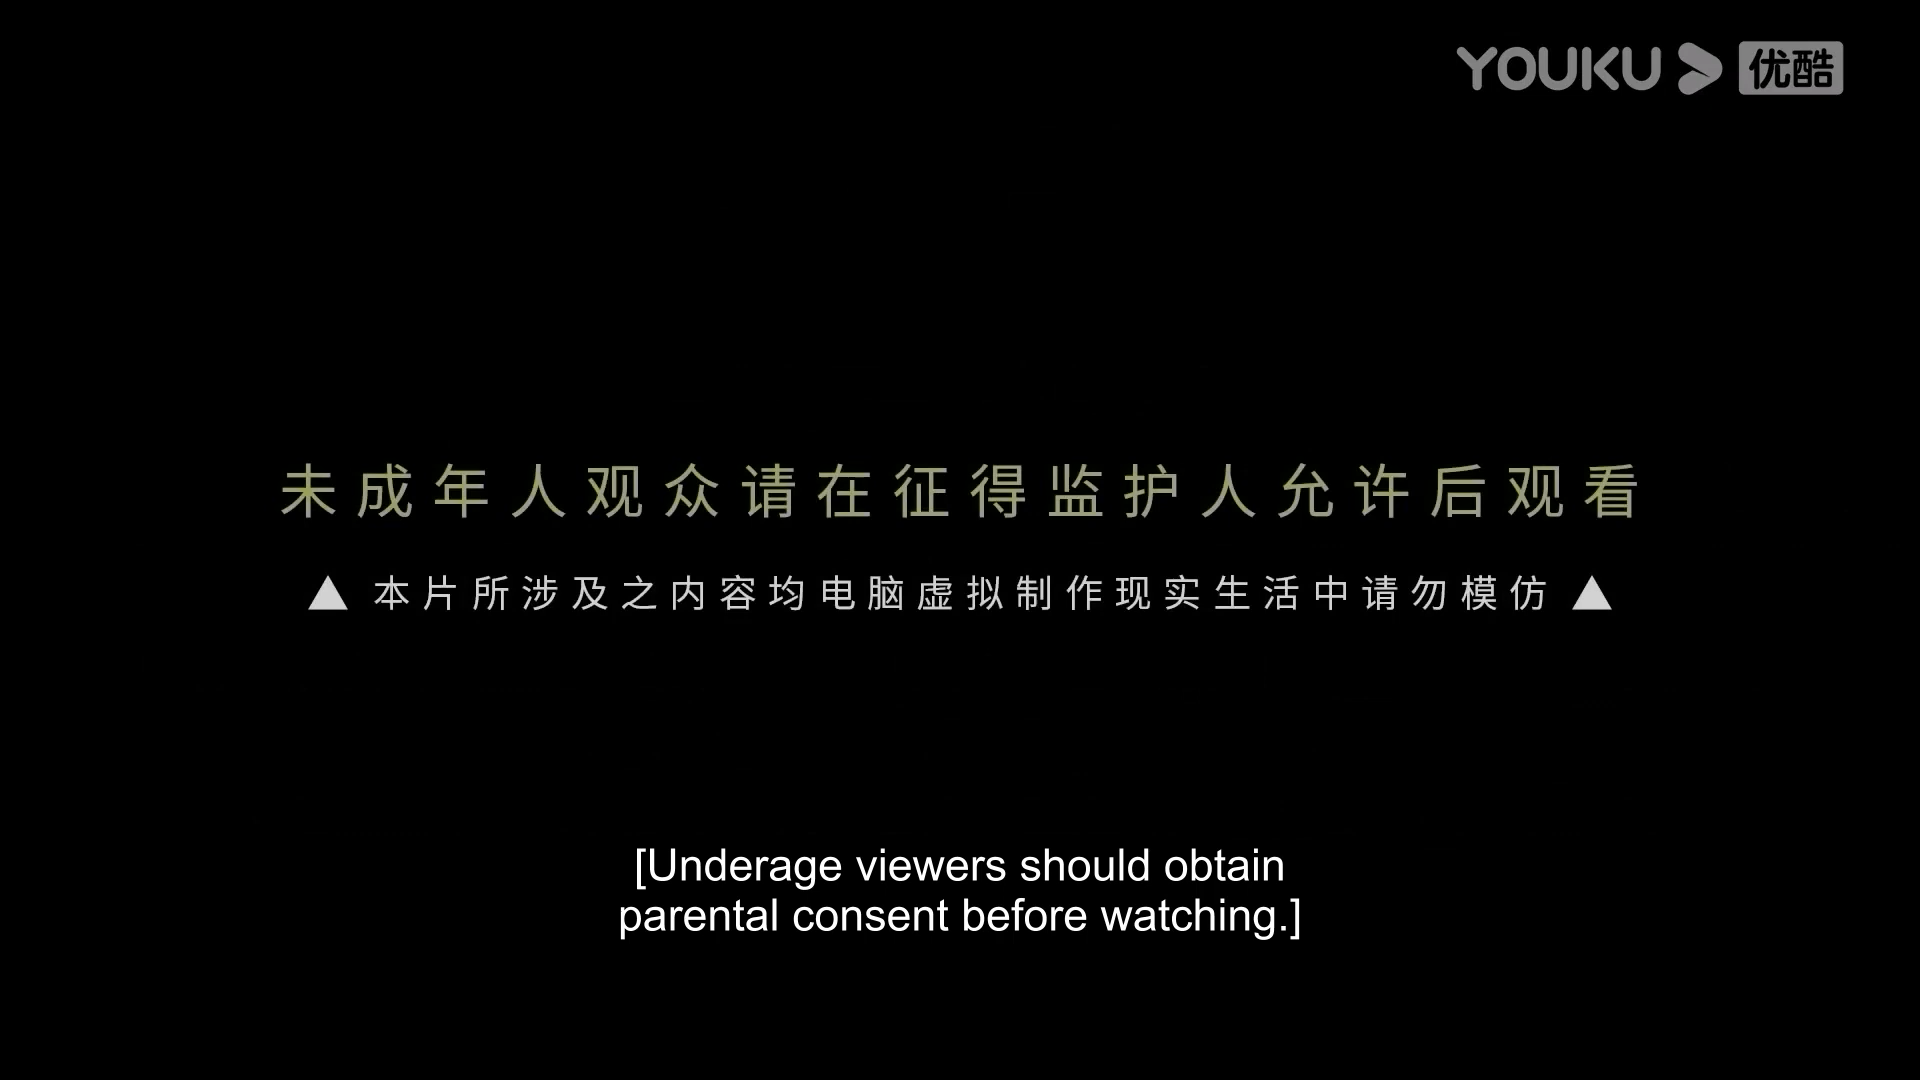 YOUKU 优酷
未成年人观众请在征得监护人允许后观看
▲ 本片所涉及之内容均电脑虚拟制作现实生活中请勿模仿 ▲
[Underage viewers should obtain
parental consent before watching.]